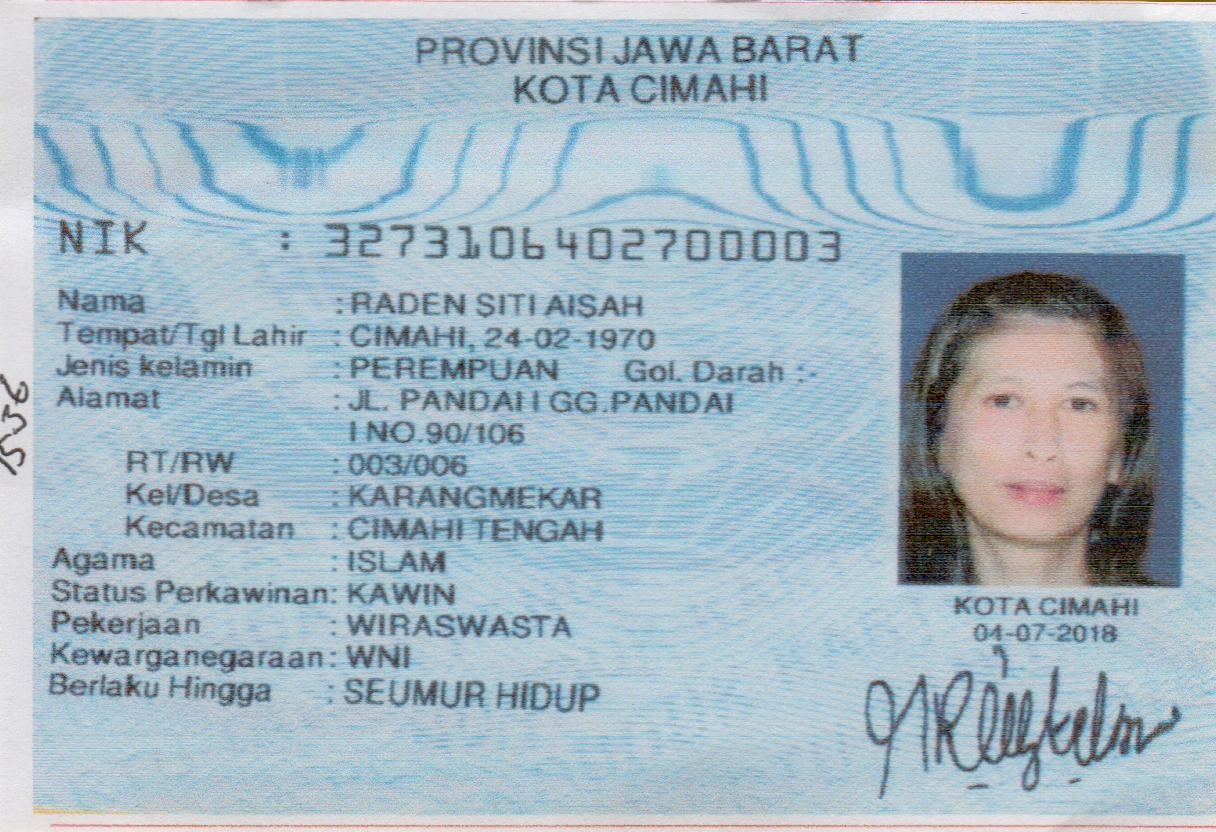 PROVINSI JAWA BARAT
KOTA CIMAHI
NIK : 3273106402700003
Nama : RADEN SITI AISAH
Tempat/Tgl Lahir : CIMAHI, 24-02-1970
Jenis kelamin : PEREMPUAN Gol. Darah :-
Alamat : JL. PANDAI I GG.PANDAI
I NO.90/106
RT/RW : 003/006
Kel/Desa : KARANGMEKAR
Kecamatan : CIMAHI TENGAH
Agama : ISLAM
Status Perkawinan: KAWIN
Pekerjaan : WIRASWASTA
Kewarganegaraan: WNI
Berlaku Hingga : SEUMUR HIDUP
KOTA CIMAHI
04-07-2018